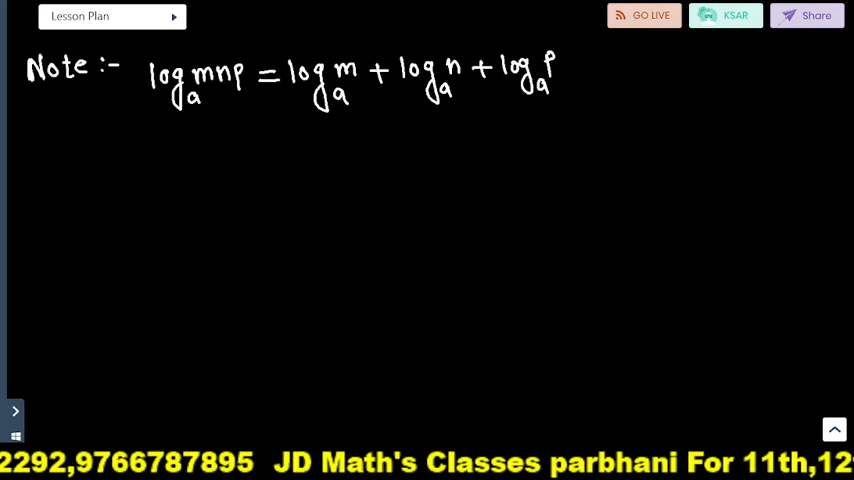 Lesson Plan
GO LIVE
KSAR
Share
Note :- log_a mnp = log_a m + log_a n + log_a p
2292,9766787895 JD Math's Classes parbhani For 11th,12